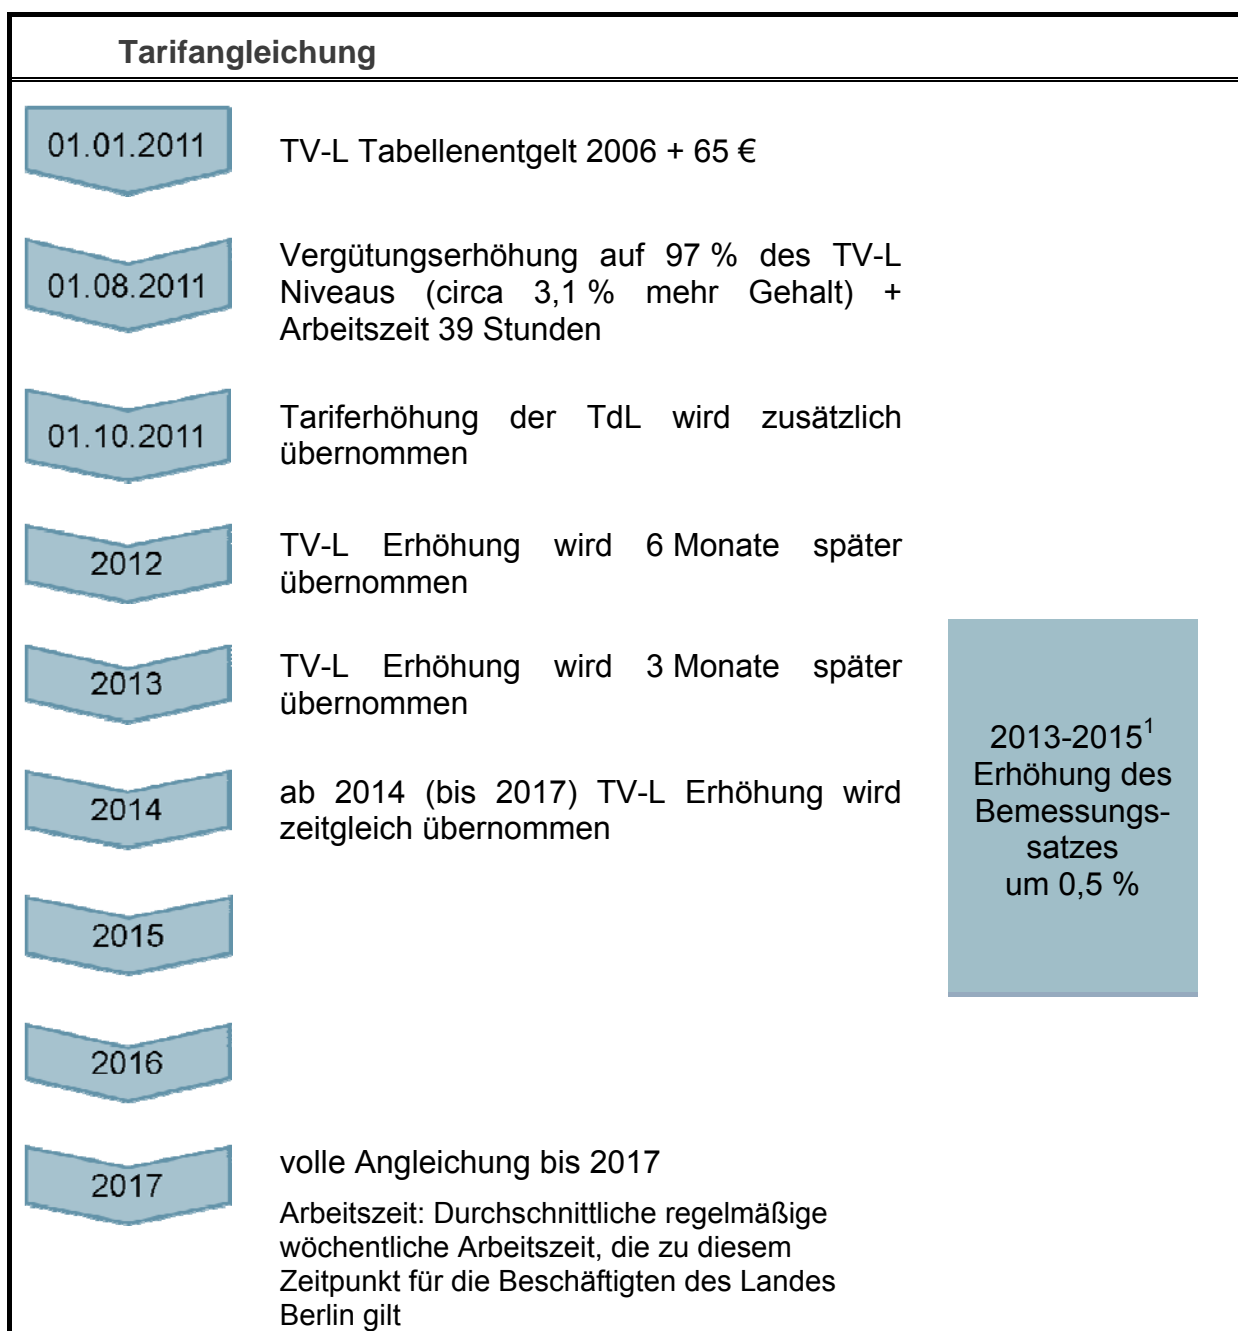 Tarifangleichung
01.01.2011
TV-L Tabellenentgelt 2006 + 65 €
01.08.2011
Vergütungserhöhung auf 97 % des TV-L
Niveaus (circa 3,1 % mehr Gehalt) +
Arbeitszeit 39 Stunden
01.10.2011
Tariferhöhung der TdL wird zusätzlich
übernommen
2012
TV-L Erhöhung wird 6 Monate später
übernommen
2013
TV-L Erhöhung wird 3 Monate später
übernommen
2014
ab 2014 (bis 2017) TV-L Erhöhung wird
zeitgleich übernommen
2013-2015¹
Erhöhung des
Bemessungs-
satzes
um 0,5 %
2015
2016
2017
volle Angleichung bis 2017
Arbeitszeit: Durchschnittliche regelmäßige
wöchentliche Arbeitszeit, die zu diesem
Zeitpunkt für die Beschäftigten des Landes
Berlin gilt